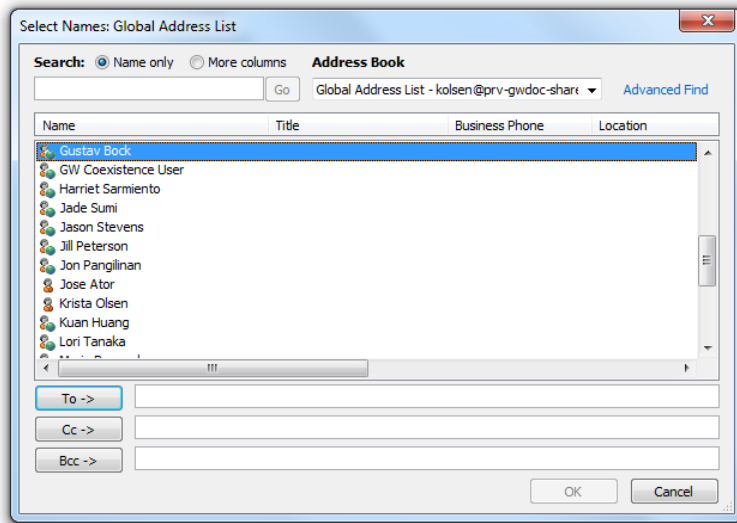 Select Names: Global Address List
Search: Name only More columns Address Book
Go Global Address List - kolsen@prv-gwdoc-share Advanced Find
Name Title Business Phone Location
Gustav Bock
GW Coexistence User
Harriet Sarmiento
Jade Sumi
Jason Stevens
Jill Peterson
Jon Pangilinan
Jose Ator
Krista Olsen
Kuan Huang
Lori Tanaka
To ->
Cc ->
Bcc ->
OK Cancel